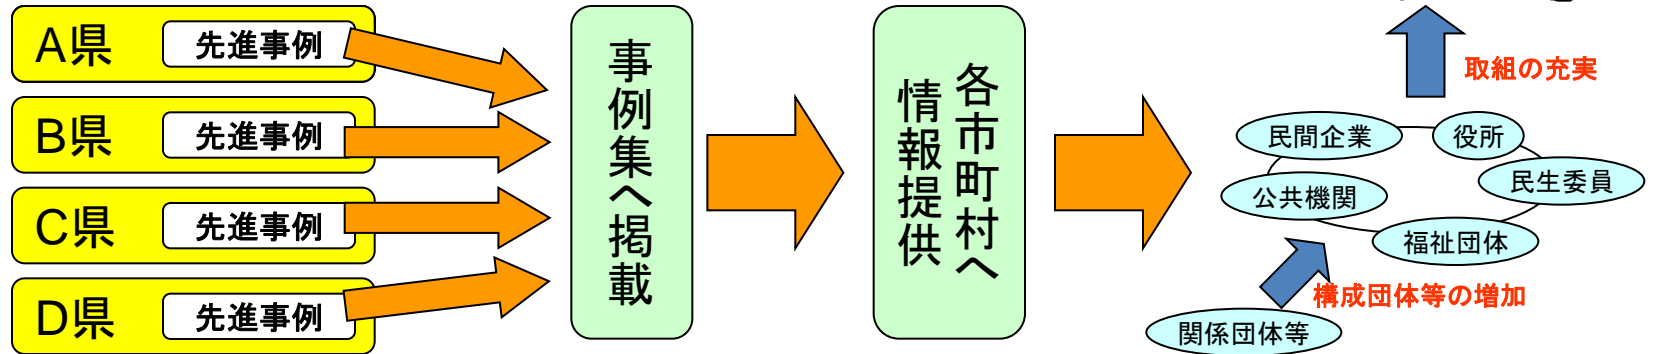 A県
先進事例
B県
先進事例
C県
先進事例
D県
先進事例
事例集へ掲載
各市町村へ
情報提供
取組の充実
民間企業
役所
民生委員
公共機関
福祉団体
構成団体等の増加
関係団体等